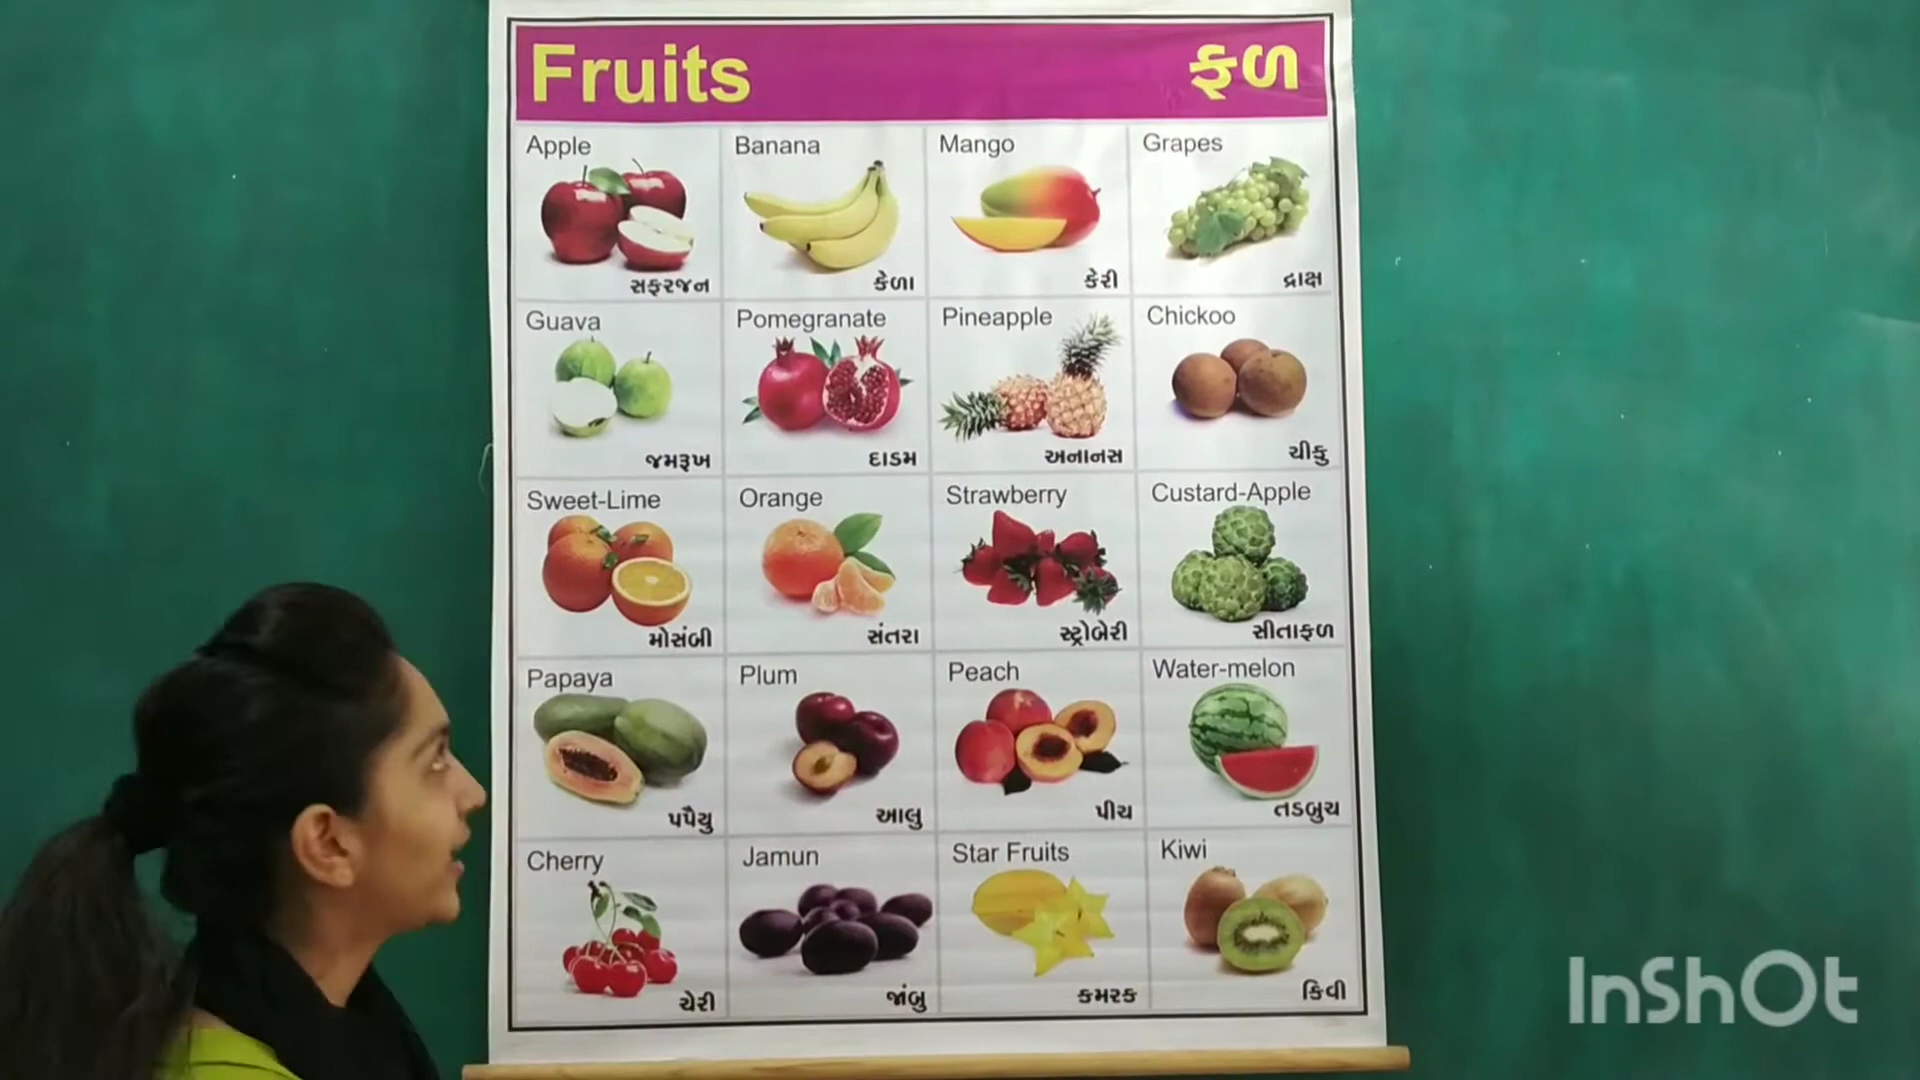 Fruits ફળ
Apple Banana Mango Grapes
સફરજન કેળા કેરી દ્રાક્ષ
Guava Pomegranate Pineapple Chickoo
જમરૂખ દાડમ અનાનસ ચીકુ
Sweet-Lime Orange Strawberry Custard-Apple
મોસંબી સંતરા સ્ટ્રોબેરી સીતાફળ
Papaya Plum Peach Water-melon
પપૈયુ આલુ પીચ તડબુચ
Cherry Jamun Star Fruits Kiwi
ચેરી જાંબુ કમરક કિવી
InShOt